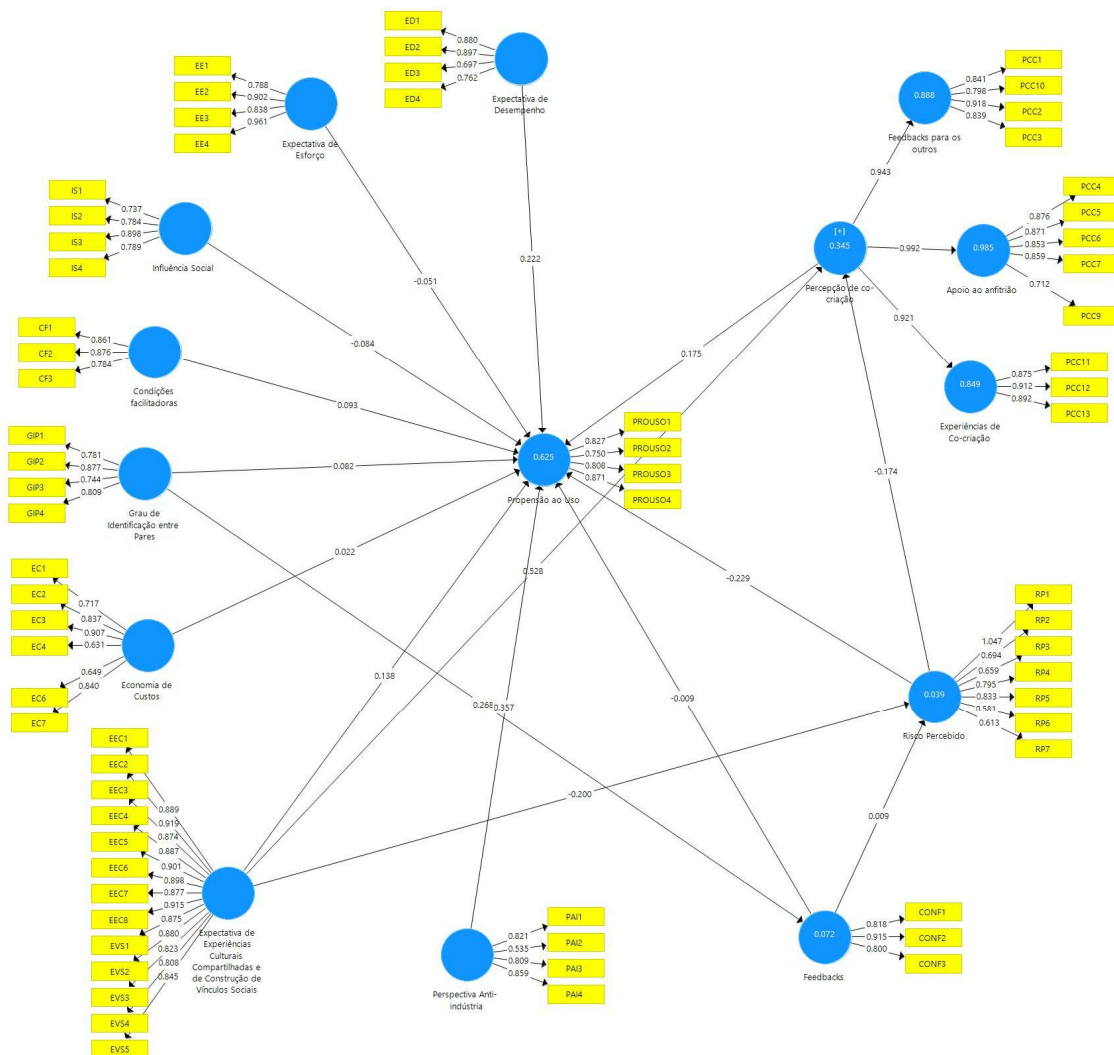 ED1
ED2
ED3
ED4
0.880
0.897
0.697
0.762
Expectativa de
Desempenho
EE1
EE2
EE3
EE4
0.788
0.902
0.838
0.961
Expectativa de
Esforço
IS1
IS2
IS3
IS4
0.737
0.784
0.898
0.789
Influência Social
CF1
CF2
CF3
0.861
0.876
0.784
Condições
facilitadoras
GIP1
GIP2
GIP3
GIP4
0.781
0.877
0.744
0.809
Grau de
Identificação entre
Pares
EC1
EC2
EC3
EC4
EC6
EC7
0.717
0.837
0.907
0.631
0.649
0.840
Economia de
Custos
EEC1
EEC2
EEC3
EEC4
EEC5
EEC6
EEC7
EEC8
EVS1
EVS2
EVS3
EVS4
EVS5
0.889
0.919
0.874
0.887
0.901
0.898
0.877
0.915
0.875
0.880
0.823
0.808
0.845
Expectativa de
Experiências
Culturais
Compartilhadas e
de Construção de
Vínculos Sociais
0.222
-0.051
-0.084
0.093
0.082
0.022
0.138
0.528
0.268
0.357
-0.200
0.175
-0.229
-0.009
0.009
-0.174
0.625
Propensão ao Uso
0.827
0.750
0.808
0.871
PROUSO1
PROUSO2
PROUSO3
PROUSO4
[+]
0.345
Percepção de co-
criação
0.943
0.992
0.921
0.888
Feedbacks para os
outros
0.841
0.798
0.918
0.839
PCC1
PCC10
PCC2
PCC3
0.985
Apoio ao anfitrião
0.876
0.871
0.853
0.859
0.712
PCC4
PCC5
PCC6
PCC7
PCC9
0.849
Experiências de
Co-criação
0.875
0.912
0.892
PCC11
PCC12
PCC13
0.039
Risco Percebido
1.047
0.694
0.659
0.795
0.833
0.581
0.613
RP1
RP2
RP3
RP4
RP5
RP6
RP7
0.072
Feedbacks
0.818
0.915
0.800
CONF1
CONF2
CONF3
Perspectiva Anti-
indústria
0.821
0.535
0.809
0.859
PAI1
PAI2
PAI3
PAI4